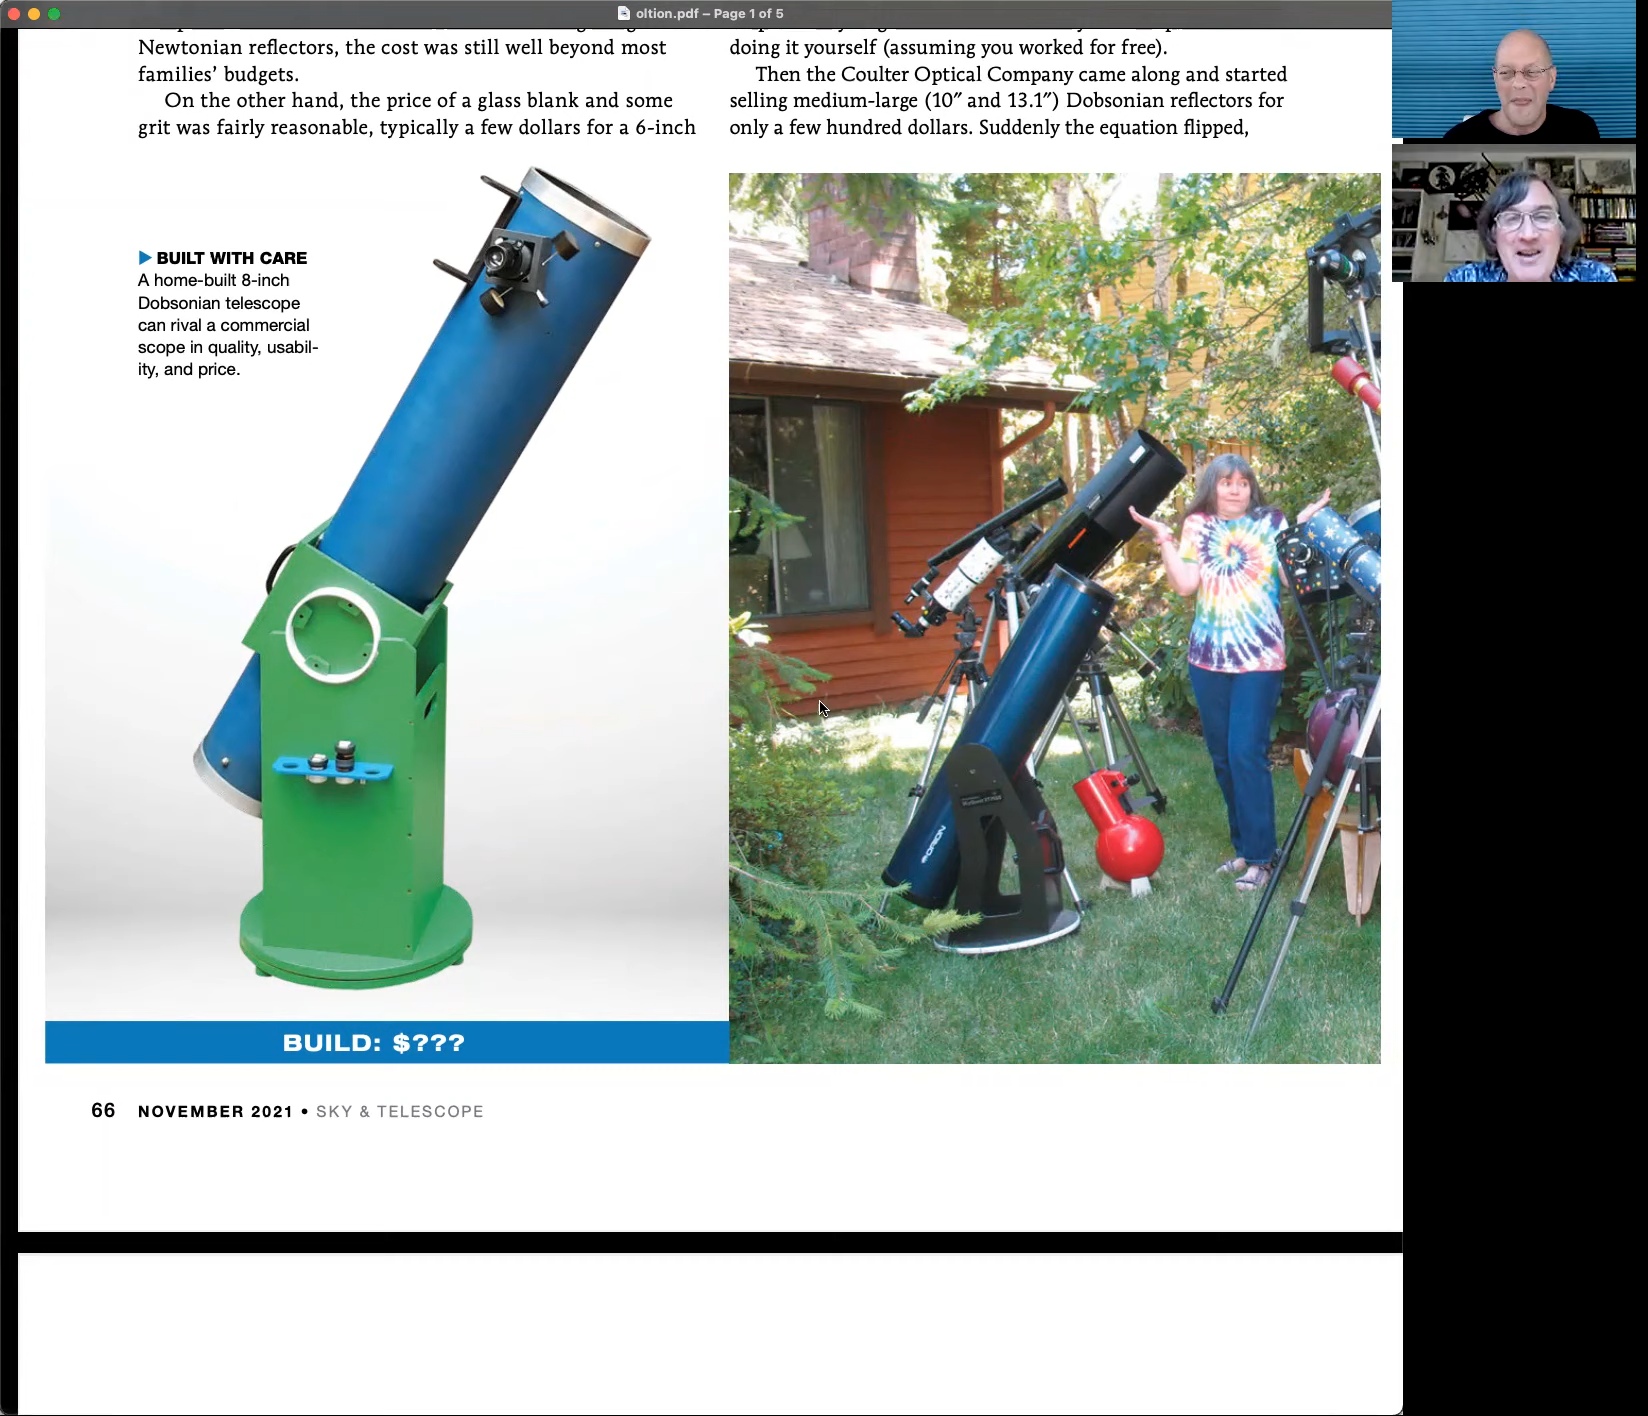 oltion.pdf – Page 1 of 5
Newtonian reflectors, the cost was still well beyond most
families’ budgets.
On the other hand, the price of a glass blank and some
grit was fairly reasonable, typically a few dollars for a 6-inch
doing it yourself (assuming you worked for free).
Then the Coulter Optical Company came along and started
selling medium-large (10″ and 13.1″) Dobsonian reflectors for
only a few hundred dollars. Suddenly the equation flipped,
▶ BUILT WITH CARE
A home-built 8-inch
Dobsonian telescope
can rival a commercial
scope in quality, usabil-
ity, and price.
ORION
BUILD: $???
66 NOVEMBER 2021 • SKY & TELESCOPE